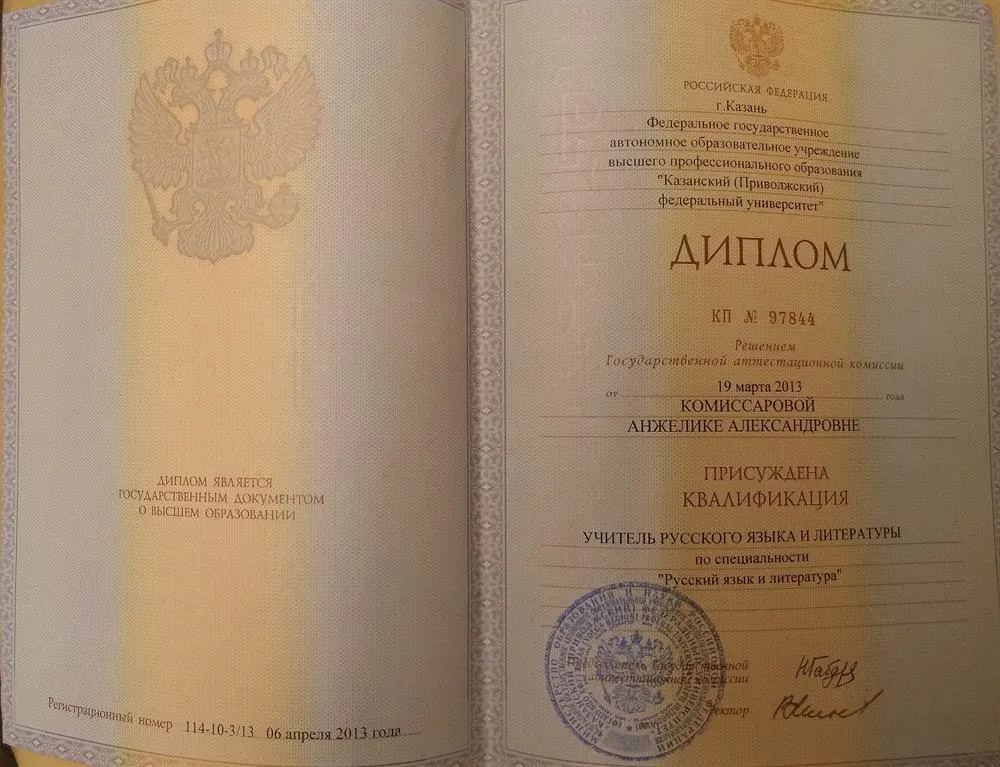 ДИПЛОМ ЯВЛЯЕТСЯ
ГОСУДАРСТВЕННЫМ ДОКУМЕНТОМ
О ВЫСШЕМ ОБРАЗОВАНИИ
Регистрационный номер 114-10-3/13 06 апреля 2013 года
РОССИЙСКАЯ ФЕДЕРАЦИЯ
г.Казань
Федеральное государственное
автономное образовательное учреждение
высшего профессионального образования
"Казанский (Приволжский)
федеральный университет"
ДИПЛОМ
КП № 97844
Решением
Государственной аттестационной комиссии
от 19 марта 2013 года
КОМИССАРОВОЙ
АНЖЕЛИКЕ АЛЕКСАНДРОВНЕ
ПРИСУЖДЕНА
КВАЛИФИКАЦИЯ
УЧИТЕЛЬ РУССКОГО ЯЗЫКА И ЛИТЕРАТУРЫ
по специальности
"Русский язык и литература"
Государственной
аттестационной комиссии
ректор